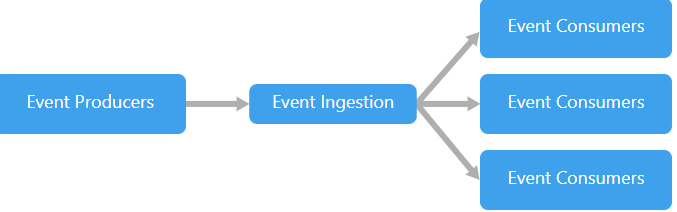 Event Consumers
Event Producers
Event Ingestion
Event Consumers
Event Consumers